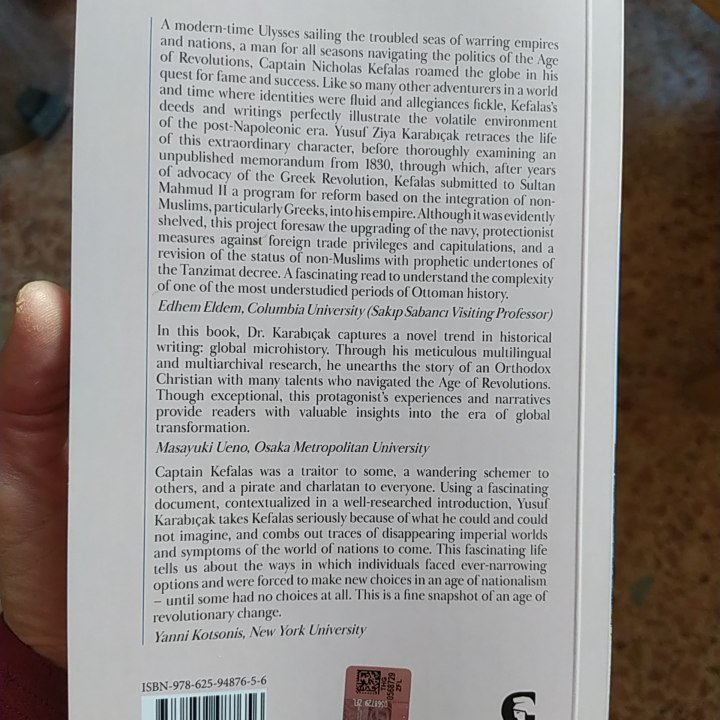 A modern-time Ulysses sailing the troubled seas of warring empires
and nations, a man for all seasons navigating the politics of the Age
of Revolutions, Captain Nicholas Kefalas roamed the globe in his
quest for fame and success. Like so many other adventurers in a world
and time where identities were fluid and allegiances fickle, Kefalas's
deeds and writings perfectly illustrate the volatile environment
of the post-Napoleonic era. Yusuf Ziya Karabıçak retraces the life
of this extraordinary character, before thoroughly examining an
unpublished memorandum from 1830, through which, after years
of advocacy of the Greek Revolution, Kefalas submitted to Sultan
Mahmud II a program for reform based on the integration of non-
Muslims, particularly Greeks, into his empire. Although it was evidently
shelved, this project foresaw the upgrading of the navy, protectionist
measures against foreign trade privileges and capitulations, and a
revision of the status of non-Muslims with prophetic undertones of
the Tanzimat decree. A fascinating read to understand the complexity
of one of the most understudied periods of Ottoman history.
Edhem Eldem, Columbia University (Sakıp Sabancı Visiting Professor)
In this book, Dr. Karabıçak captures a novel trend in historical
writing: global microhistory. Through his meticulous multilingual
and multiarchival research, he unearths the story of an Orthodox
Christian with many talents who navigated the Age of Revolutions.
Though exceptional, this protagonist's experiences and narratives
provide readers with valuable insights into the era of global
transformation.
Masayuki Ueno, Osaka Metropolitan University
Captain Kefalas was a traitor to some, a wandering schemer to
others, and a pirate and charlatan to everyone. Using a fascinating
document, contextualized in a well-researched introduction, Yusuf
Karabıçak takes Kefalas seriously because of what he could and could
not imagine, and combs out traces of disappearing imperial worlds
and symptoms of the world of nations to come. This fascinating life
tells us about the ways in which individuals faced ever-narrowing
options and were forced to make new choices in an age of nationalism
– until some had no choices at all. This is a fine snapshot of an age of
revolutionary change.
Yanni Kotsonis, New York University
ISBN-978-625-94876-5-6
THG
0568729
ZFL